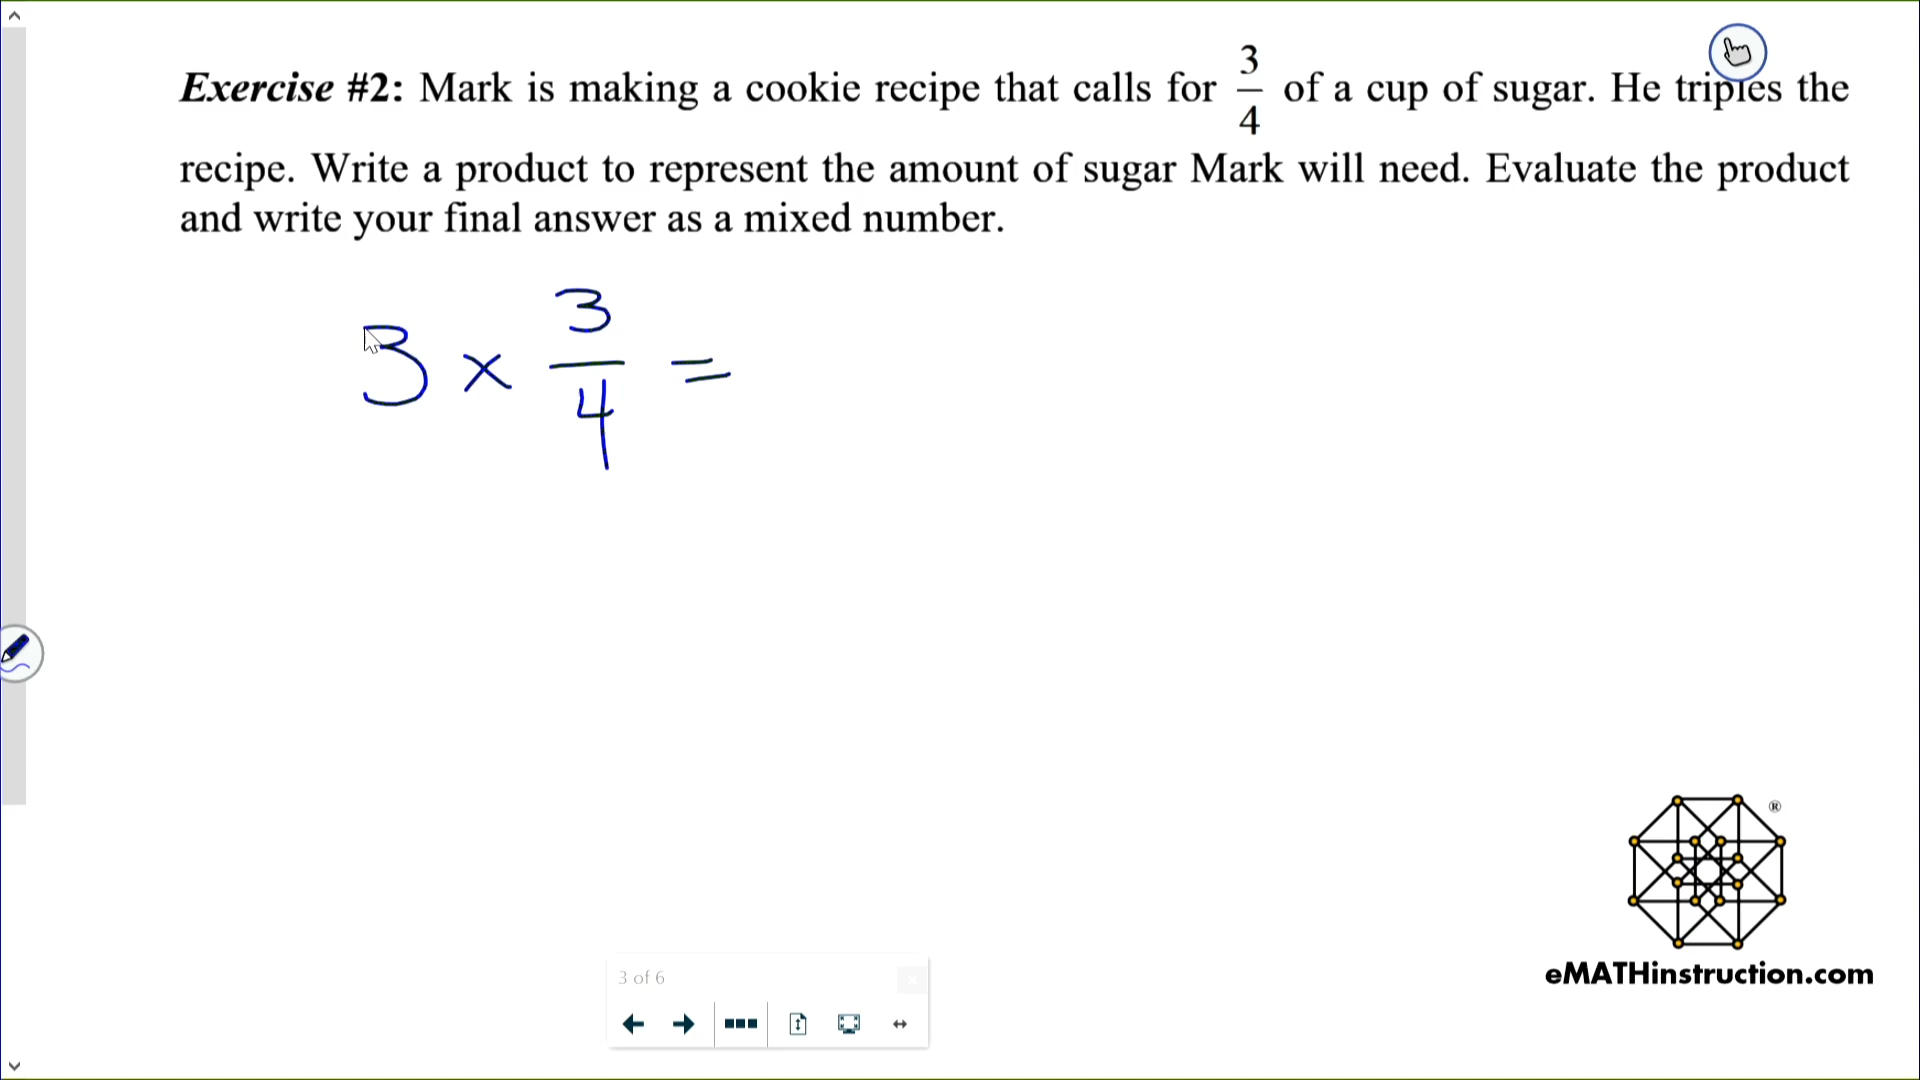 Exercise #2: Mark is making a cookie recipe that calls for 3/4 of a cup of sugar. He triples the
recipe. Write a product to represent the amount of sugar Mark will need. Evaluate the product
and write your final answer as a mixed number.
3 × 3/4 =
®
eMATHinstruction.com
3 of 6